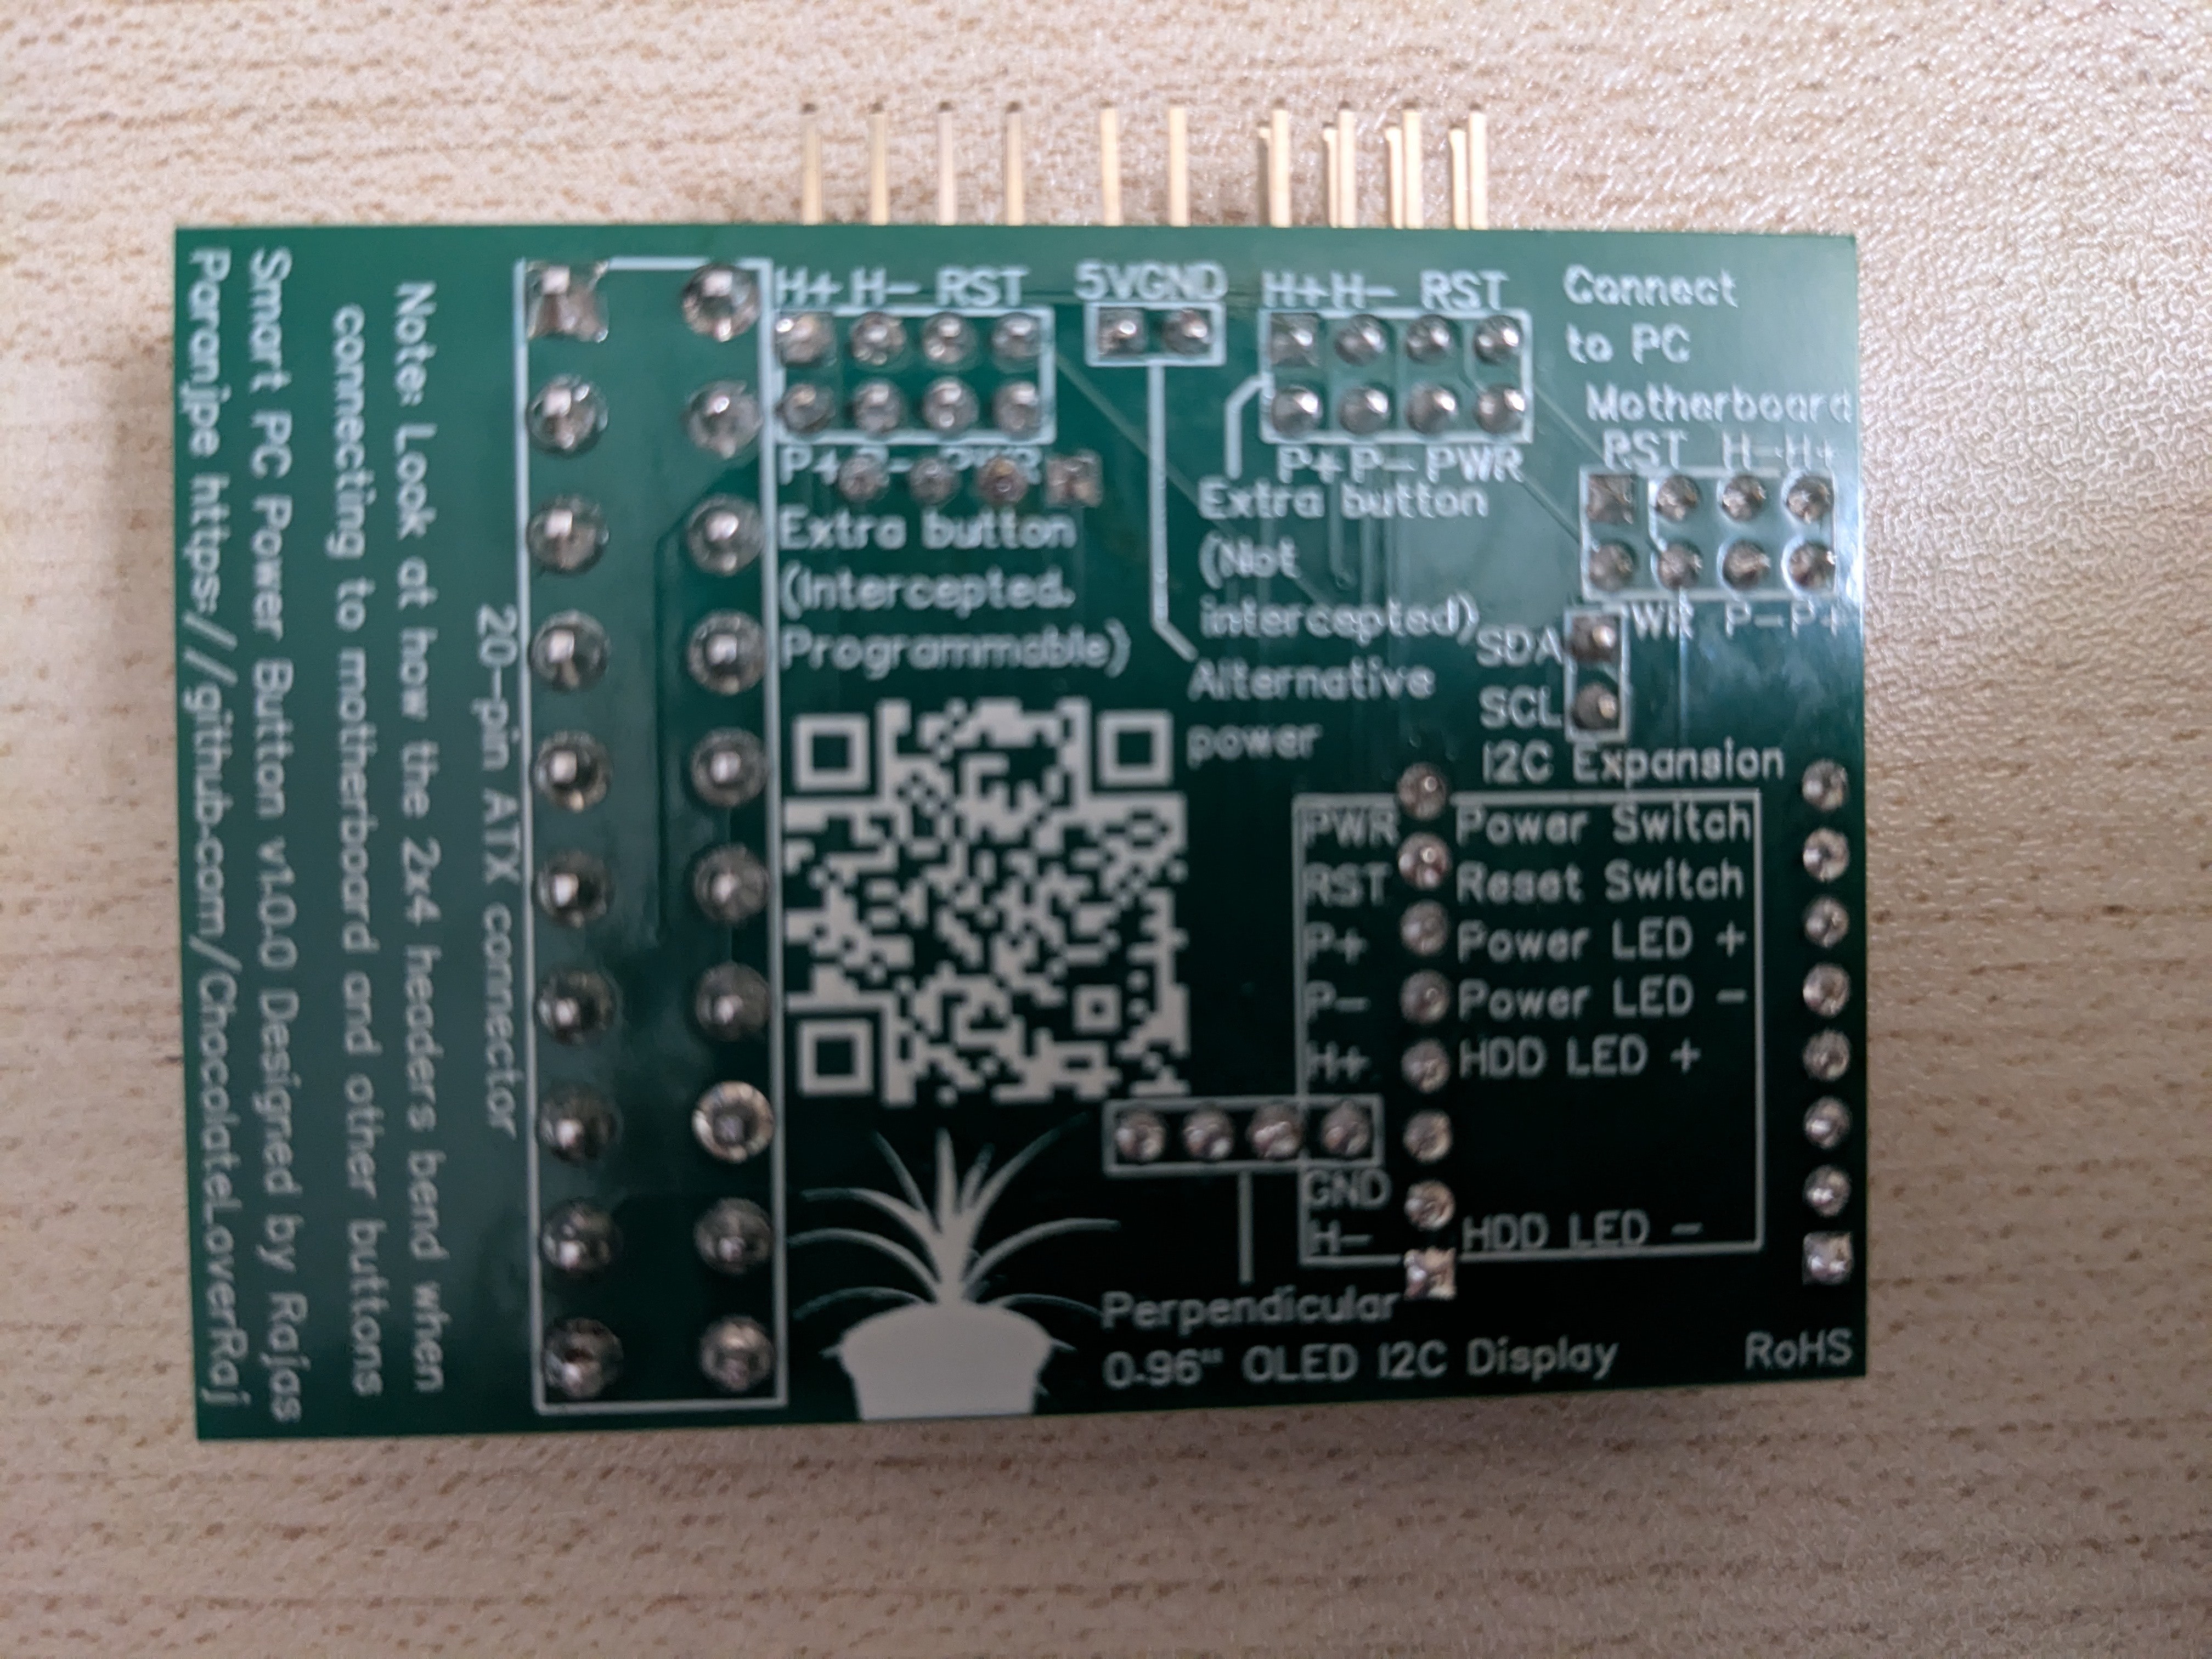 Note: Look at how the 2x4 headers bend when
connecting to motherboard and other buttons
Smart PC Power Button v1.0.0 Designed by Rajas
Paranjpe https://github.com/ChocolateLoverRaj
20-pin ATX connector
H+ H- RST
P+ P- PWR
Extra button
(Intercepted.
Programmable)
5V GND
Alternative
power
H+ H- RST
P+ P- PWR
Extra button
(Not
intercepted)
Connect
to PC
Motherboard
RST H- H+
PWR P- P+
SDA
SCL
I2C Expansion
PWR Power Switch
RST Reset Switch
P+ Power LED +
P- Power LED -
H+ HDD LED +
GND
H- HDD LED -
Perpendicular
0.96" OLED I2C Display
RoHS